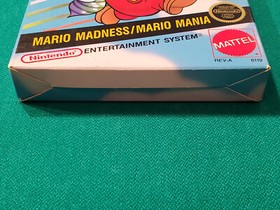 MARIO MADNESS/MARIO MANIA
Nintendo ENTERTAINMENT SYSTEM
MATTEL
REV-A